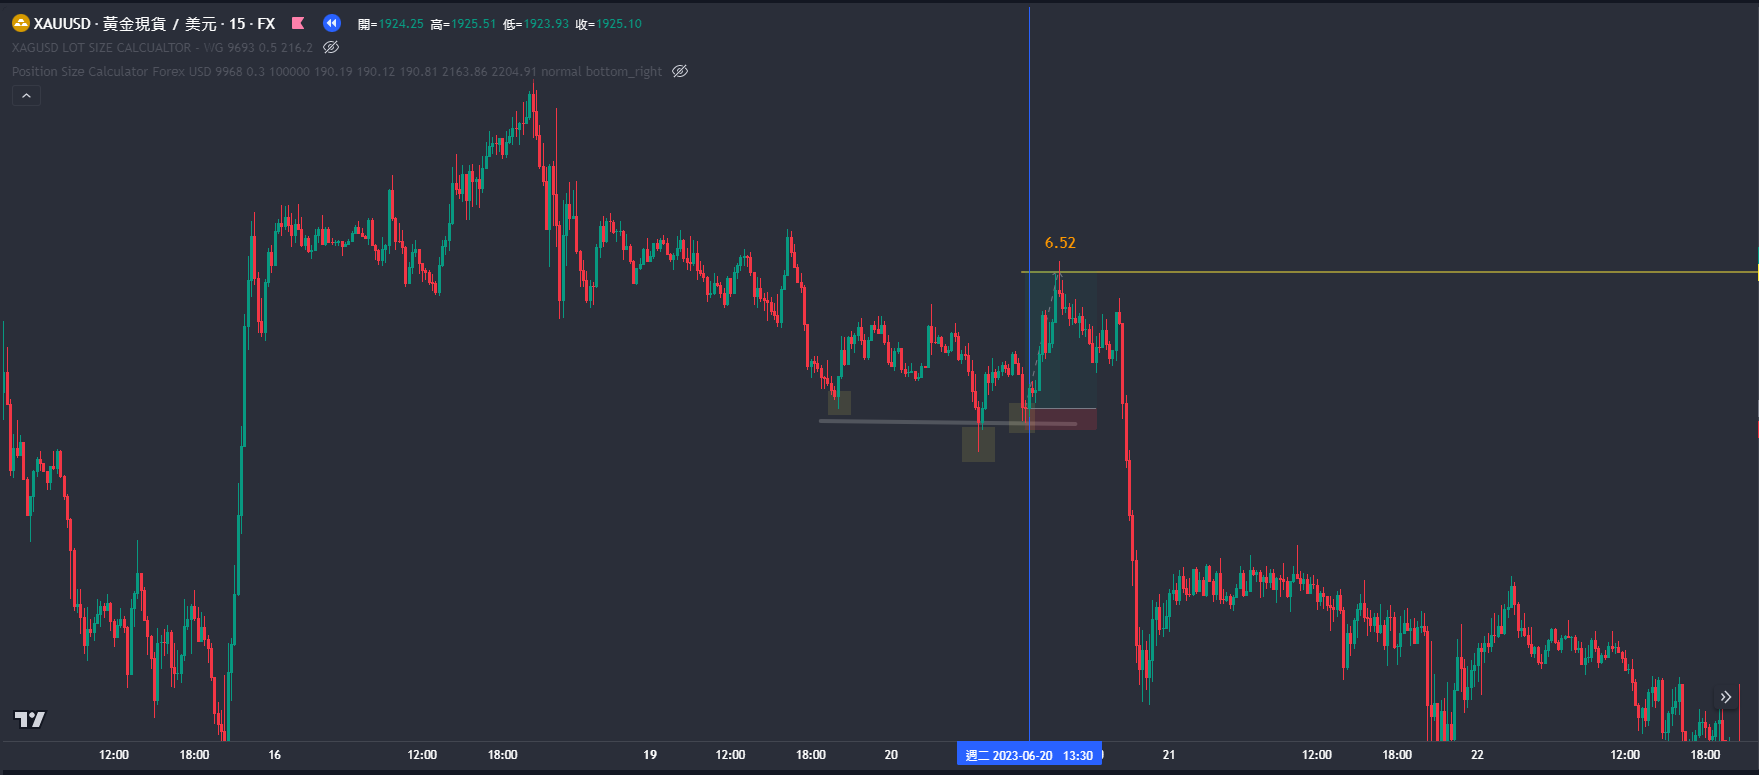 XAUUSD · 黃金現貨 / 美元 · 15 · FX 開=1924.25 高=1925.51 低=1923.93 收=1925.10
XAGUSD LOT SIZE CALCUALTOR - WG 9693 0.5 216.2
Position Size Calculator Forex USD 9968 0.3 100000 190.19 190.12 190.81 2163.86 2204.91 normal bottom_right
6.52
12:00 18:00 16 12:00 18:00 19 12:00 18:00 20 週二 2023-06-20 13:30 21 12:00 18:00 22 12:00 18:00